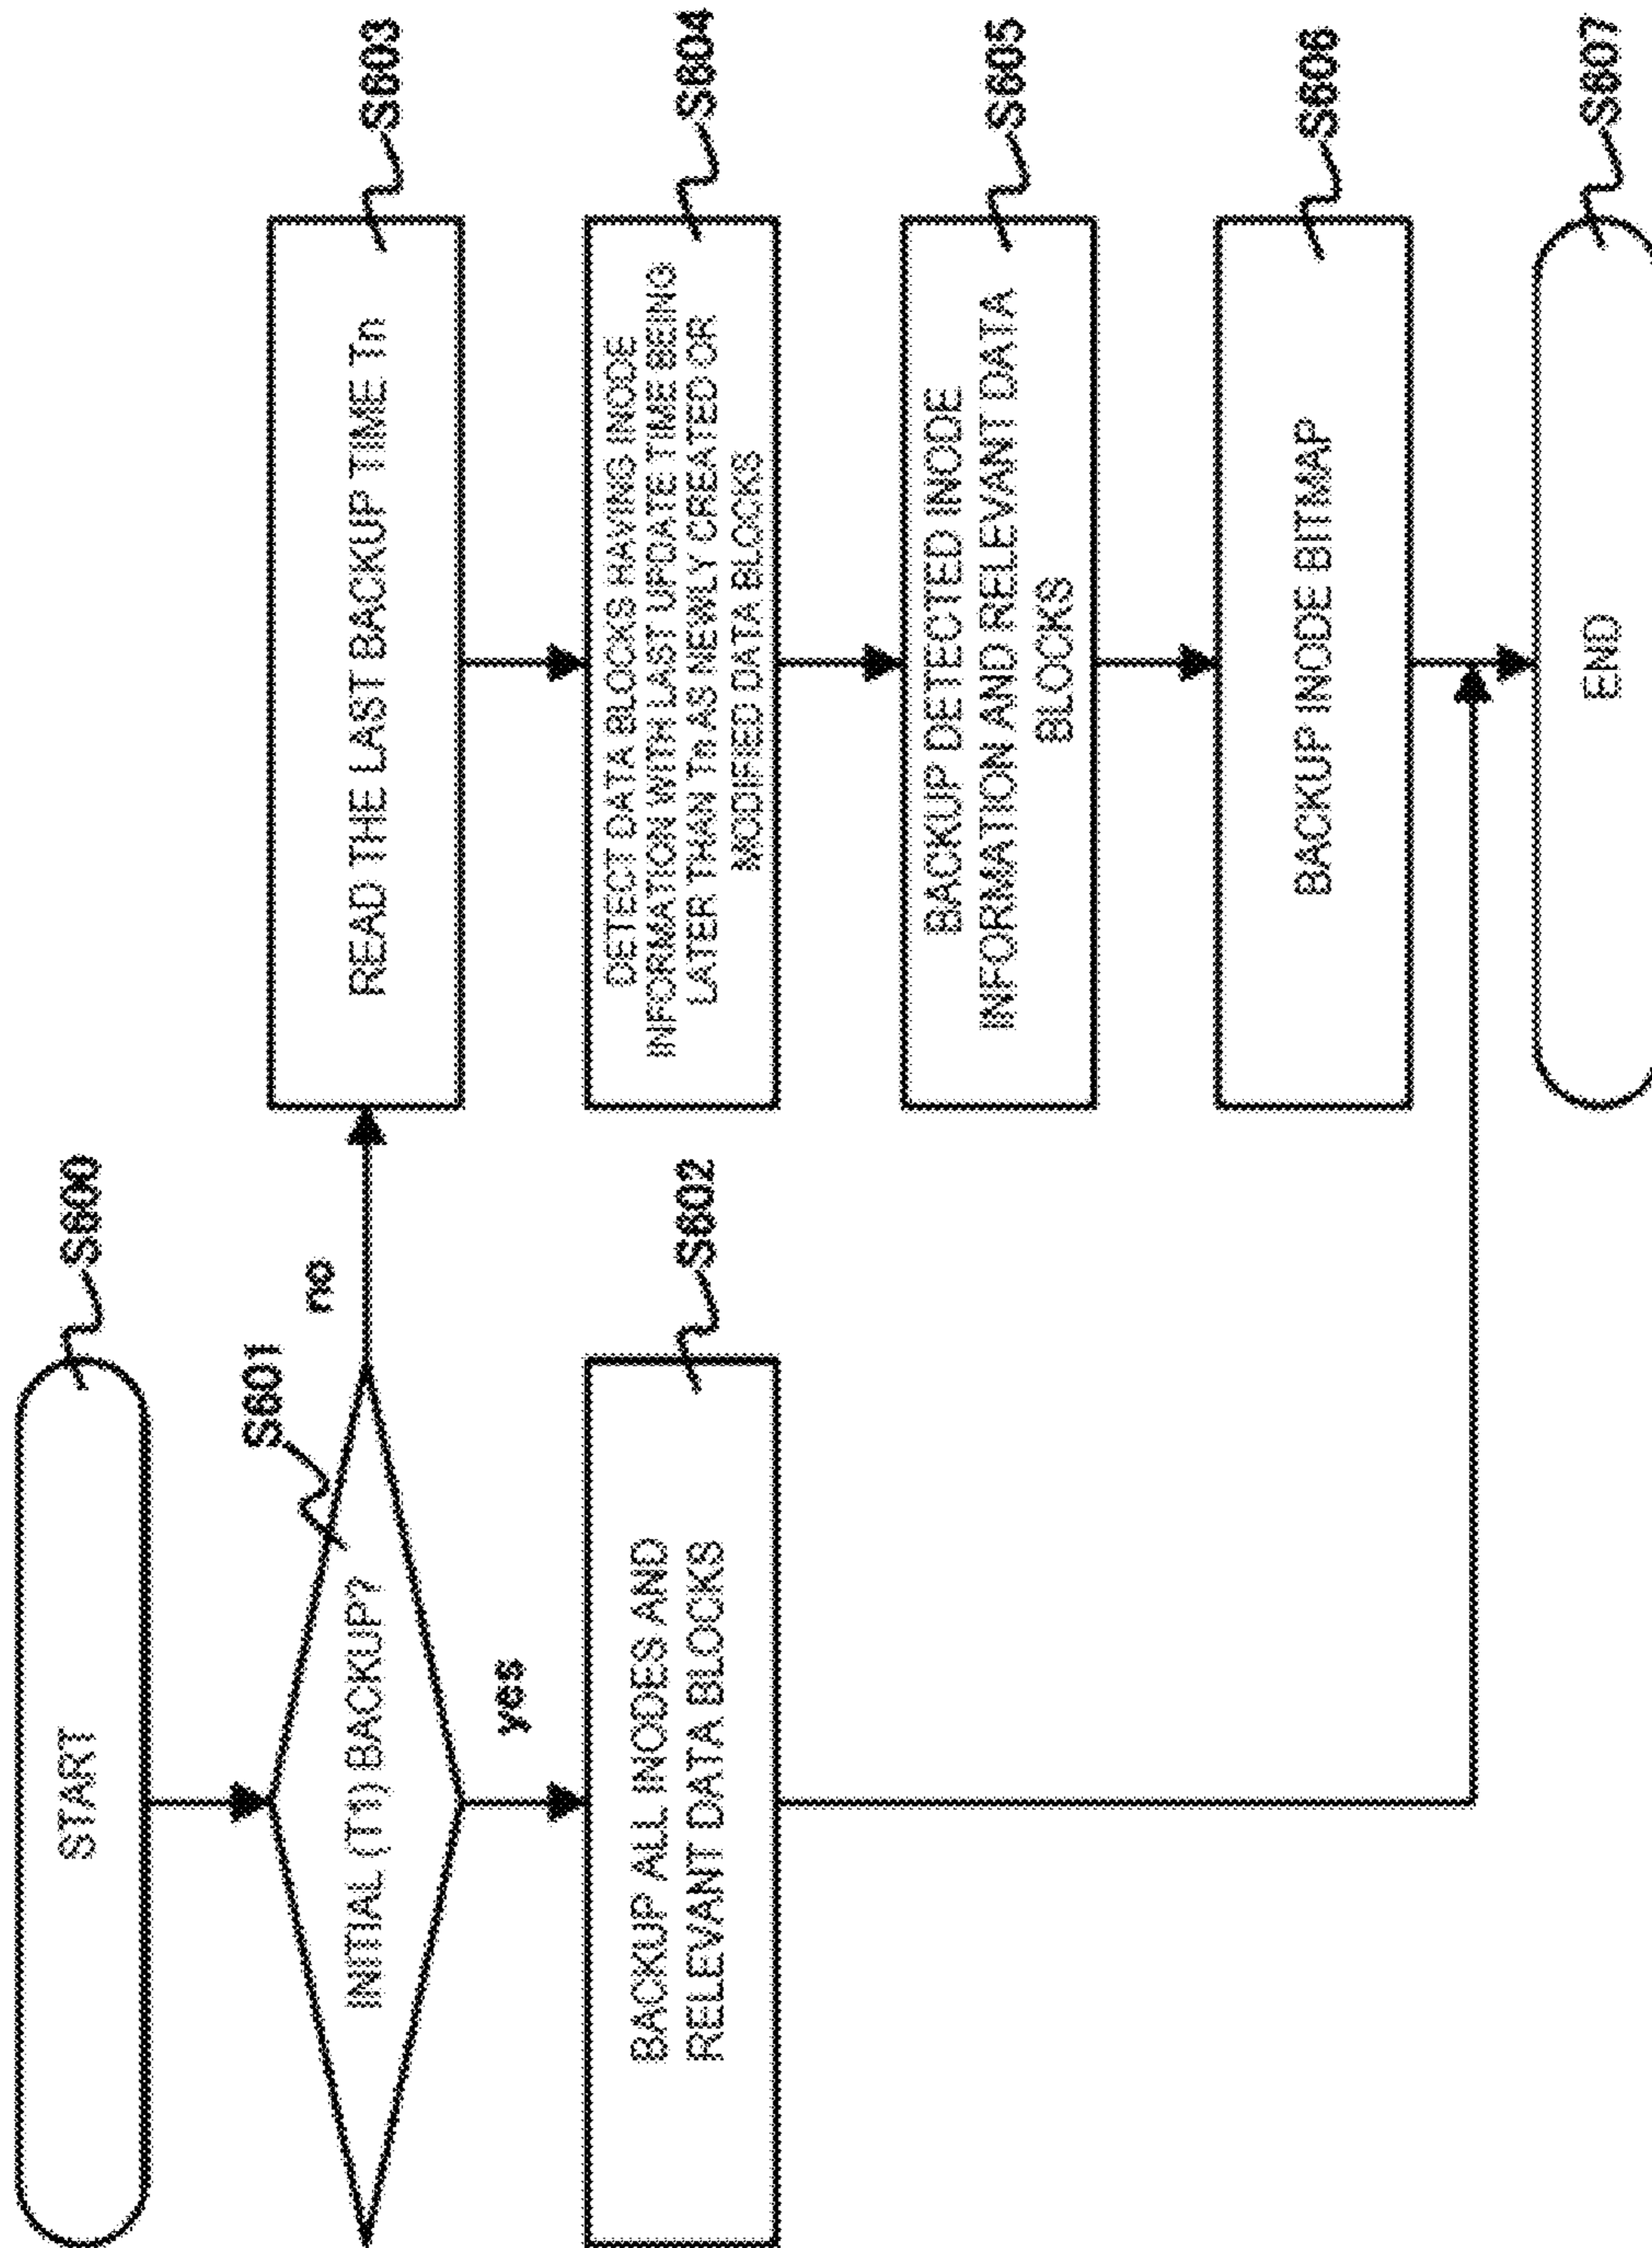 START
S600
INITIAL (T1) BACKUP?
S601
no
yes
BACKUP ALL INODES AND
RELEVANT DATA BLOCKS
S602
READ THE LAST BACKUP TIME Tn
S603
DETECT DATA BLOCKS HAVING INODE
INFORMATION WITH LAST UPDATE TIME BEING
LATER THAN Tn AS NEWLY CREATED OR
MODIFIED DATA BLOCKS
S604
BACKUP DETECTED INODE
INFORMATION AND RELEVANT DATA
BLOCKS
S605
BACKUP INODE BITMAP
S606
END
S607